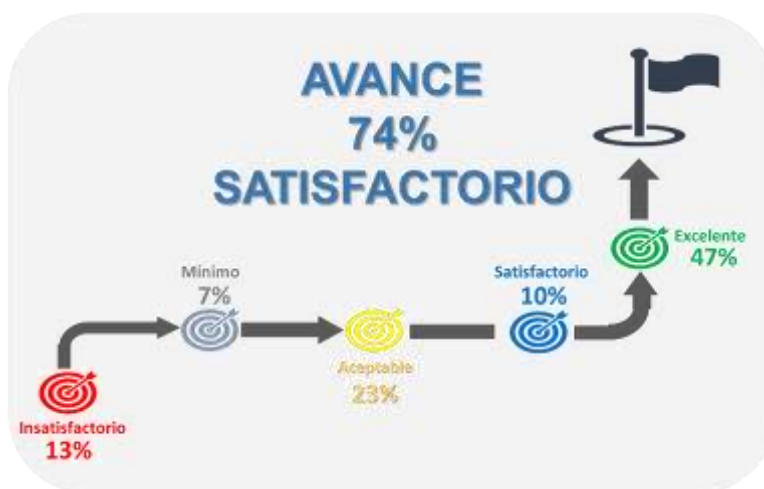 AVANCE
74%
SATISFACTORIO
Excelente
47%
Mínimo
7%
Satisfactorio
10%
Aceptable
23%
Insatisfactorio
13%